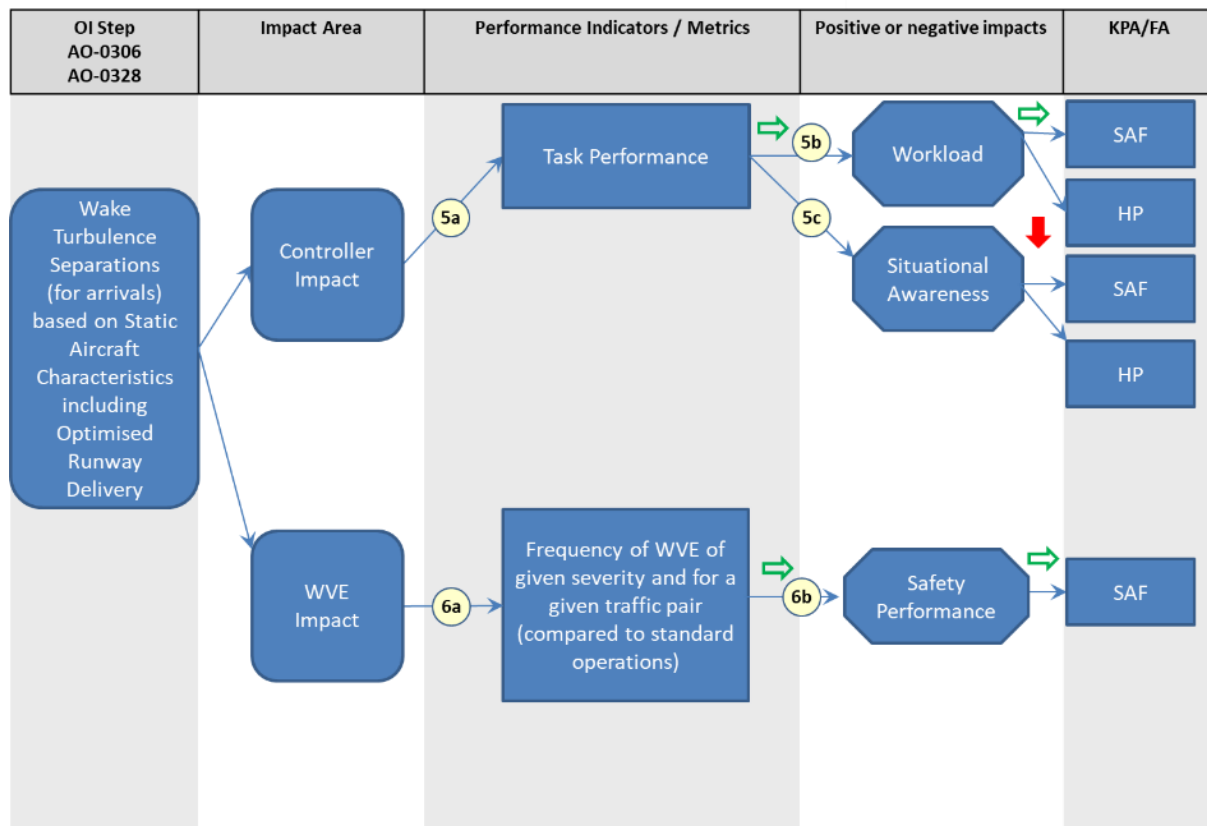 OI Step
AO-0306
AO-0328
Impact Area
Performance Indicators / Metrics
Positive or negative impacts
KPA/FA
Wake
Turbulence
Separations
(for arrivals)
based on Static
Aircraft
Characteristics
including
Optimised
Runway
Delivery
Controller
Impact
5a
Task Performance
5b
Workload
SAF
HP
5c
Situational
Awareness
SAF
HP
WVE
Impact
6a
Frequency of WVE of
given severity and for a
given traffic pair
(compared to standard
operations)
6b
Safety
Performance
SAF